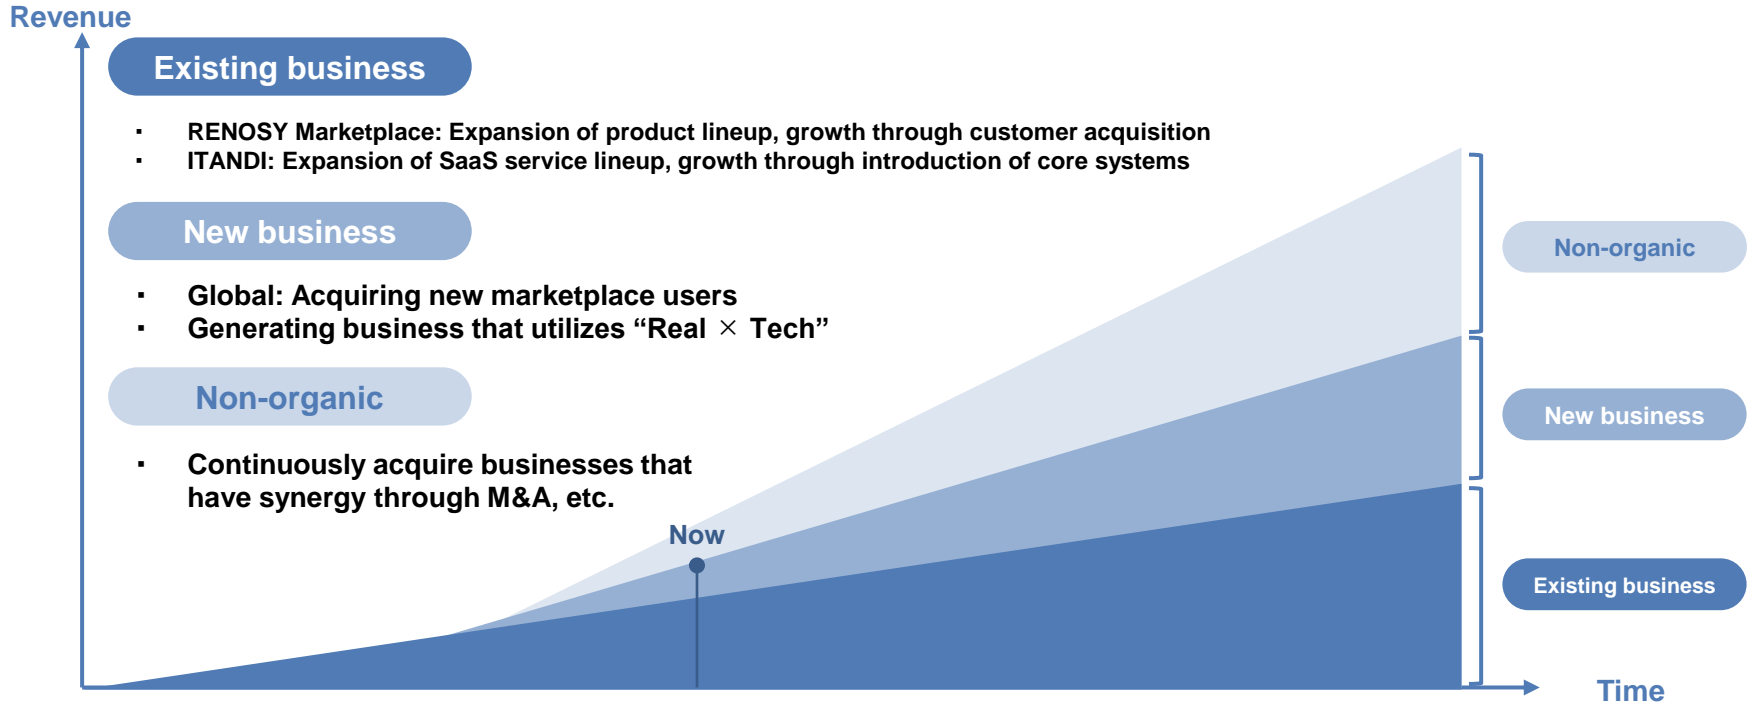 Revenue
Existing business
▪ RENOSY Marketplace: Expansion of product lineup, growth through customer acquisition
▪ ITANDI: Expansion of SaaS service lineup, growth through introduction of core systems
New business
▪ Global: Acquiring new marketplace users
▪ Generating business that utilizes “Real × Tech”
Non-organic
▪ Continuously acquire businesses that
have synergy through M&A, etc.
Now
Non-organic
New business
Existing business
Time